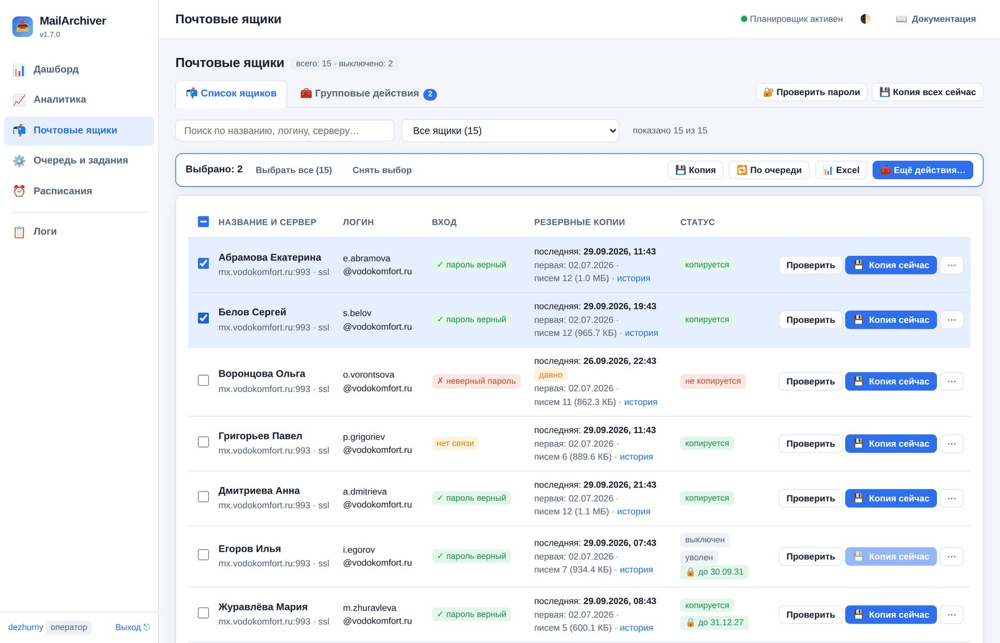 MailArchiver
v1.7.0
Дашборд
Аналитика
Почтовые ящики
Очередь и задания
Расписания
Логи
dezhurny оператор Выход
Почтовые ящики
Планировщик активен
Документация
Почтовые ящики всего: 15 · выключено: 2
Список ящиков
Групповые действия 2
Проверить пароли
Копия всех сейчас
Поиск по названию, логину, серверу…
Все ящики (15)
показано 15 из 15
Выбрано: 2 Выбрать все (15) Снять выбор
Копия
По очереди
Excel
Ещё действия…
НАЗВАНИЕ И СЕРВЕР ЛОГИН ВХОД РЕЗЕРВНЫЕ КОПИИ СТАТУС
Абрамова Екатерина
mx.vodokomfort.ru:993 · ssl
e.abramova
@vodokomfort.ru
✓ пароль верный
последняя: 29.09.2026, 11:43
первая: 02.07.2026 ·
писем 12 (1.0 МБ) · история
копируется
Проверить
Копия сейчас
⋯
Белов Сергей
mx.vodokomfort.ru:993 · ssl
s.belov
@vodokomfort.ru
✓ пароль верный
последняя: 29.09.2026, 19:43
первая: 02.07.2026 ·
писем 12 (965.7 КБ) · история
копируется
Проверить
Копия сейчас
⋯
Воронцова Ольга
mx.vodokomfort.ru:993 · ssl
o.vorontsova
@vodokomfort.ru
✗ неверный пароль
последняя: 26.09.2026, 22:43
давно
первая: 02.07.2026 ·
писем 11 (862.3 КБ) · история
не копируется
Проверить
Копия сейчас
⋯
Григорьев Павел
mx.vodokomfort.ru:993 · ssl
p.grigoriev
@vodokomfort.ru
нет связи
последняя: 29.09.2026, 11:43
первая: 02.07.2026 ·
писем 6 (889.6 КБ) · история
копируется
Проверить
Копия сейчас
⋯
Дмитриева Анна
mx.vodokomfort.ru:993 · ssl
a.dmitrieva
@vodokomfort.ru
✓ пароль верный
последняя: 29.09.2026, 21:43
первая: 02.07.2026 ·
писем 12 (1.1 МБ) · история
копируется
Проверить
Копия сейчас
⋯
Егоров Илья
mx.vodokomfort.ru:993 · ssl
i.egorov
@vodokomfort.ru
✓ пароль верный
последняя: 29.09.2026, 07:43
первая: 02.07.2026 ·
писем 7 (934.4 КБ) · история
выключен
уволен
до 30.09.31
Проверить
Копия сейчас
⋯
Журавлёва Мария
mx.vodokomfort.ru:993 · ssl
m.zhuravleva
@vodokomfort.ru
✓ пароль верный
последняя: 29.09.2026, 08:43
первая: 02.07.2026 ·
писем 5 (600.1 КБ) · история
копируется
до 31.12.27
Проверить
Копия сейчас
⋯